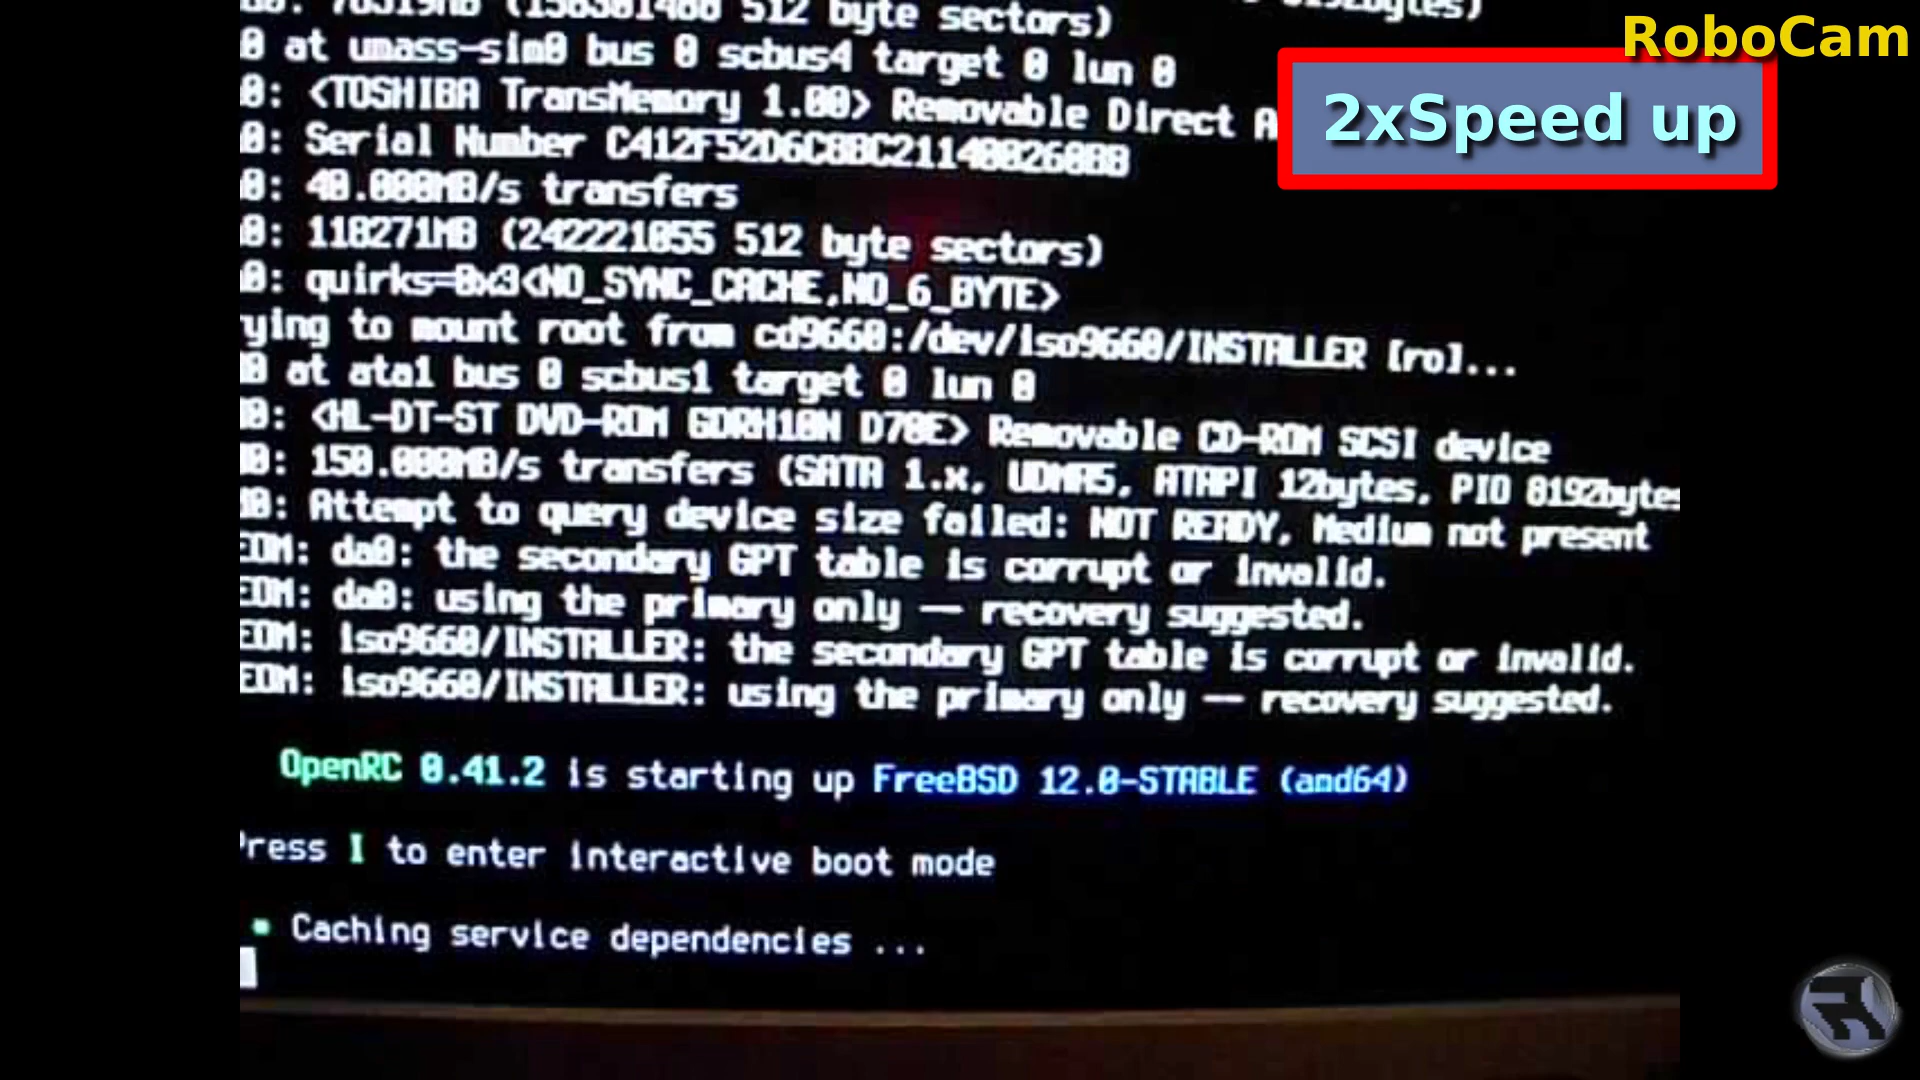 512 byte sectors)
0 at umass-sim0 bus 0 scbus4 target 0 lun 0
0: <TOSHIBA TransMemory 1.00> Removable Direct A
0: Serial Number
0: 40.000MB/s transfers
0: 118271MB (242221055 512 byte sectors)
0: quirks=0x3<NO_SYNC_CACHE,NO_6_BYTE>
ying to mount root from cd9660:/dev/iso9660/INSTALLER [ro]...
0 at ata1 bus 0 scbus1 target 0 lun 0
0: <HL-DT-ST DVD-ROM GDRH10N D70E> Removable CD-ROM SCSI device
0: 150.000MB/s transfers (SATA 1.x, UDMA5, ATAPI 12bytes, PIO 8192bytes
0: Attempt to query device size failed: NOT READY, Medium not present
EOM: da0: the secondary GPT table is corrupt or invalid.
EOM: da0: using the primary only -- recovery suggested.
EOM: iso9660/INSTALLER: the secondary GPT table is corrupt or invalid.
EOM: iso9660/INSTALLER: using the primary only -- recovery suggested.
OpenRC 0.41.2 is starting up FreeBSD 12.0-STABLE (amd64)
Press I to enter interactive boot mode
* Caching service dependencies ...
RoboCam
2xSpeed up